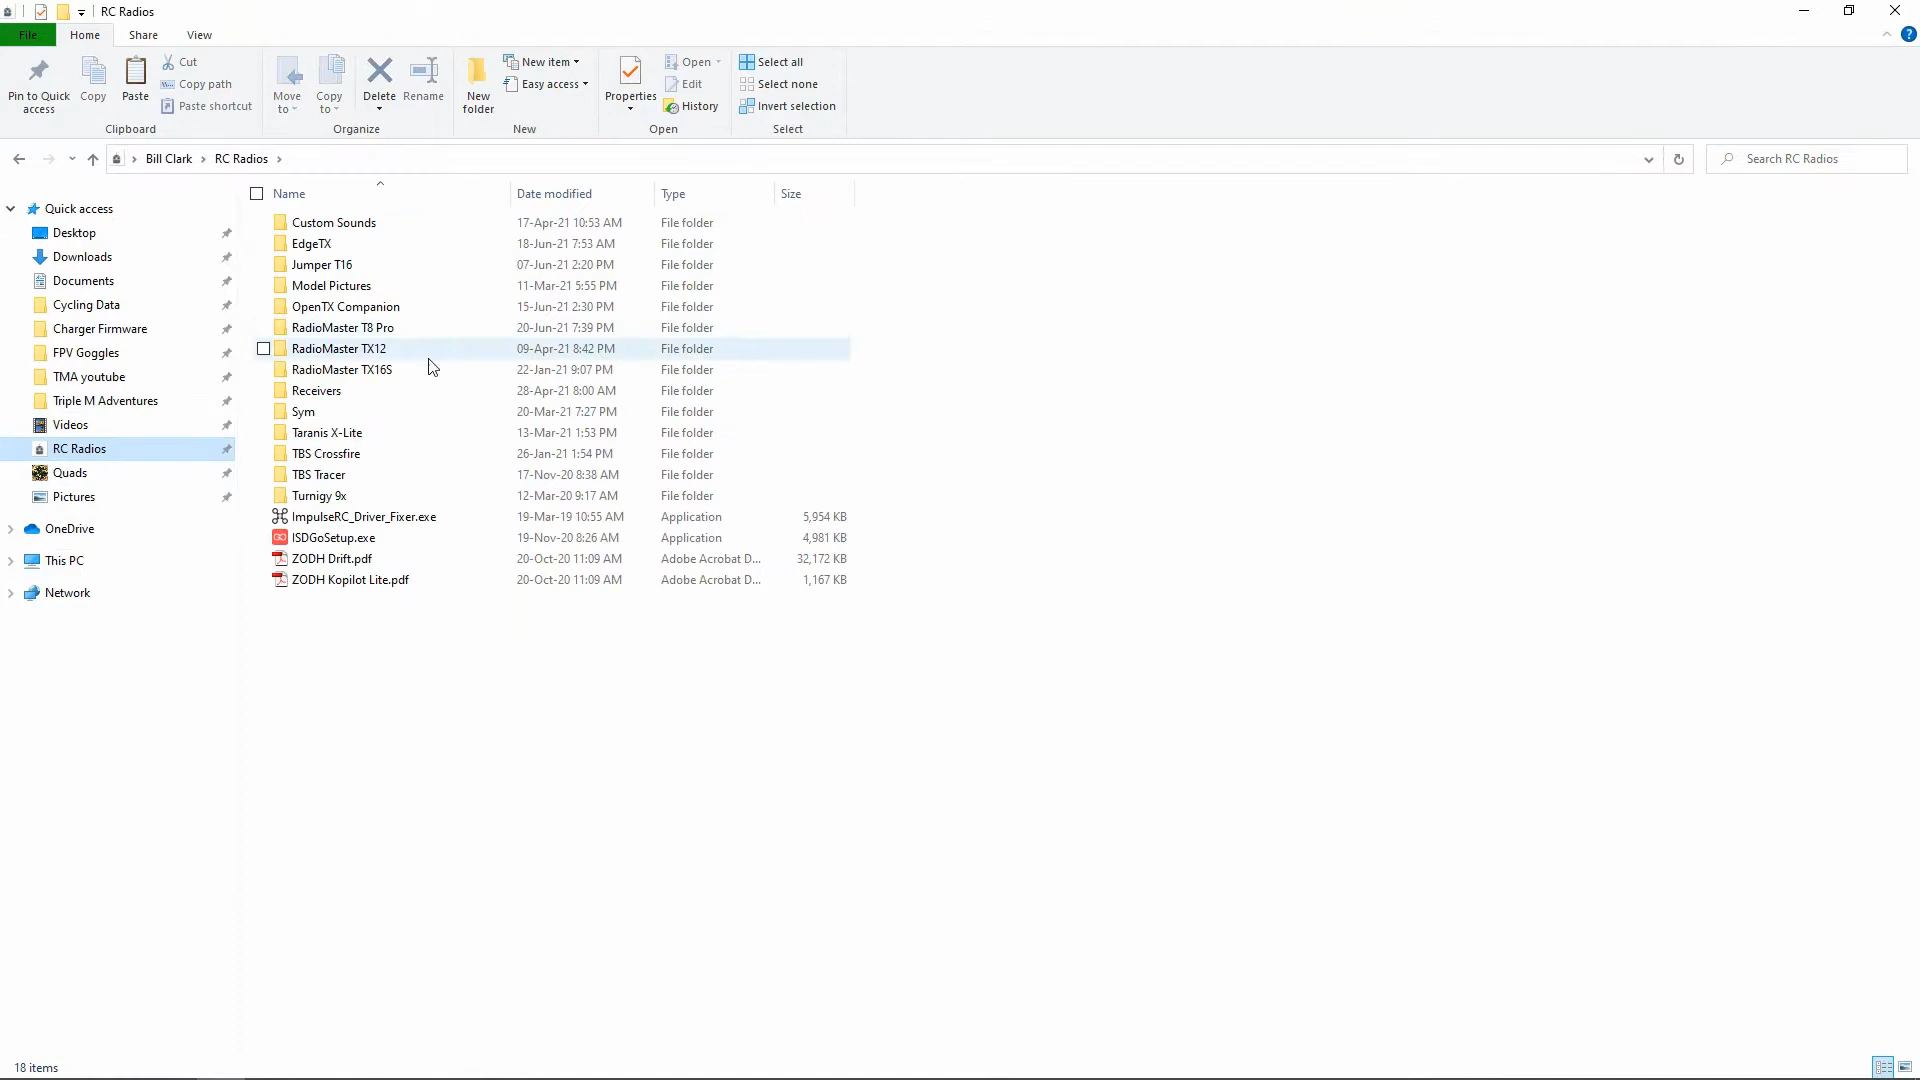 RC Radios
File Home Share View
Pin to Quick access
Copy
Paste
Cut
Copy path
Paste shortcut
Clipboard
Move to
Copy to
Delete
Rename
Organize
New folder
New item
Easy access
New
Properties
Open
Edit
History
Open
Select all
Select none
Invert selection
Select
Bill Clark RC Radios
Search RC Radios
Quick access
Desktop
Downloads
Documents
Cycling Data
Charger Firmware
FPV Goggles
TMA youtube
Triple M Adventures
Videos
RC Radios
Quads
Pictures
OneDrive
This PC
Network
Name Date modified Type Size
Custom Sounds 17-Apr-21 10:53 AM File folder
EdgeTX 18-Jun-21 7:53 AM File folder
Jumper T16 07-Jun-21 2:20 PM File folder
Model Pictures 11-Mar-21 5:55 PM File folder
OpenTX Companion 15-Jun-21 2:30 PM File folder
RadioMaster T8 Pro 20-Jun-21 7:39 PM File folder
RadioMaster TX12 09-Apr-21 8:42 PM File folder
RadioMaster TX16S 22-Jan-21 9:07 PM File folder
Receivers 28-Apr-21 8:00 AM File folder
Sym 20-Mar-21 7:27 PM File folder
Taranis X-Lite 13-Mar-21 1:53 PM File folder
TBS Crossfire 26-Jan-21 1:54 PM File folder
TBS Tracer 17-Nov-20 8:38 AM File folder
Turnigy 9x 12-Mar-20 9:17 AM File folder
ImpulseRC_Driver_Fixer.exe 19-Mar-19 10:55 AM Application 5,954 KB
ISDGoSetup.exe 19-Nov-20 8:26 AM Application 4,981 KB
ZODH Drift.pdf 20-Oct-20 11:09 AM Adobe Acrobat D... 32,172 KB
ZODH Kopilot Lite.pdf 20-Oct-20 11:09 AM Adobe Acrobat D... 1,167 KB
18 items